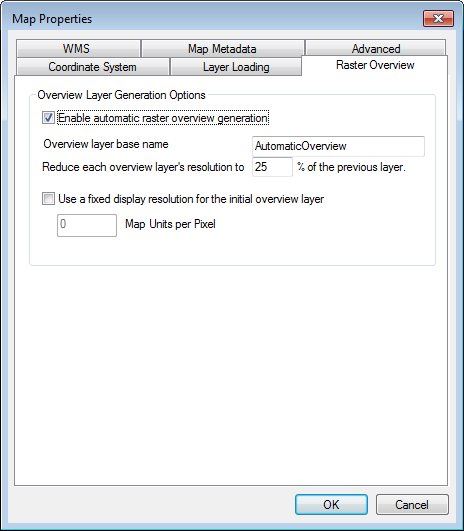 Map Properties
WMS Map Metadata Advanced
Coordinate System Layer Loading Raster Overview
Overview Layer Generation Options
Enable automatic raster overview generation
Overview layer base name AutomaticOverview
Reduce each overview layer's resolution to 25 % of the previous layer.
Use a fixed display resolution for the initial overview layer
0 Map Units per Pixel
OK Cancel